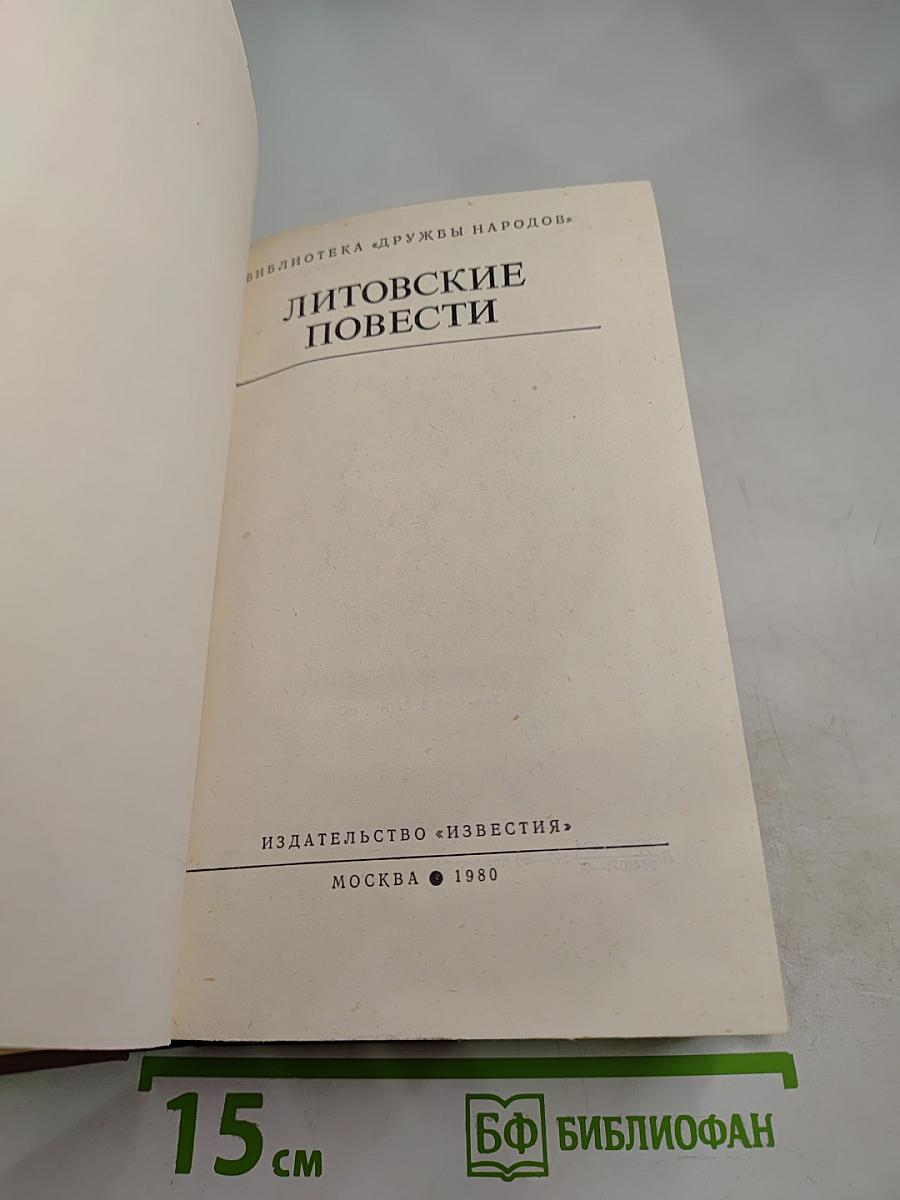 БИБЛИОТЕКА «ДРУЖБЫ НАРОДОВ»
ЛИТОВСКИЕ
ПОВЕСТИ
ИЗДАТЕЛЬСТВО «ИЗВЕСТИЯ»
МОСКВА ● 1980
15 см
БФ БИБЛИОФАН